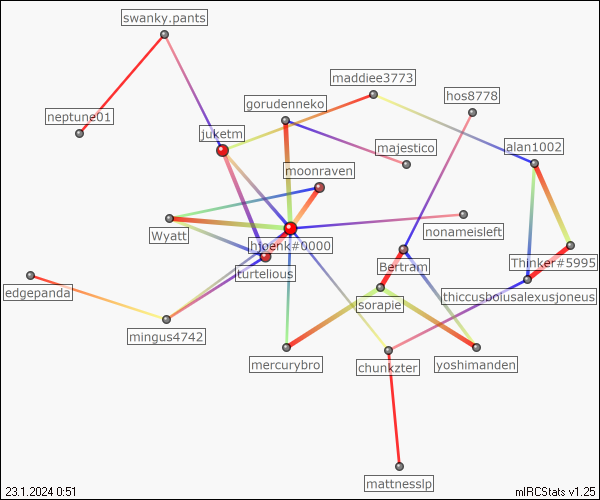 swanky.pants
maddiee3773
hos8778
gorudenneko
neptune01
juketm
majestico
alan1002
moonraven
Wyatt
hjoenk#0000
nonameisleft
Bertram
Thinker#5995
turtelious
edgepanda
sorapie
thiccusboiusalexusjoneus
mingus4742
mercurybro
chunkzter
yoshimanden
mattnesslp
23.1.2024 0:51
mIRCStats v1.25